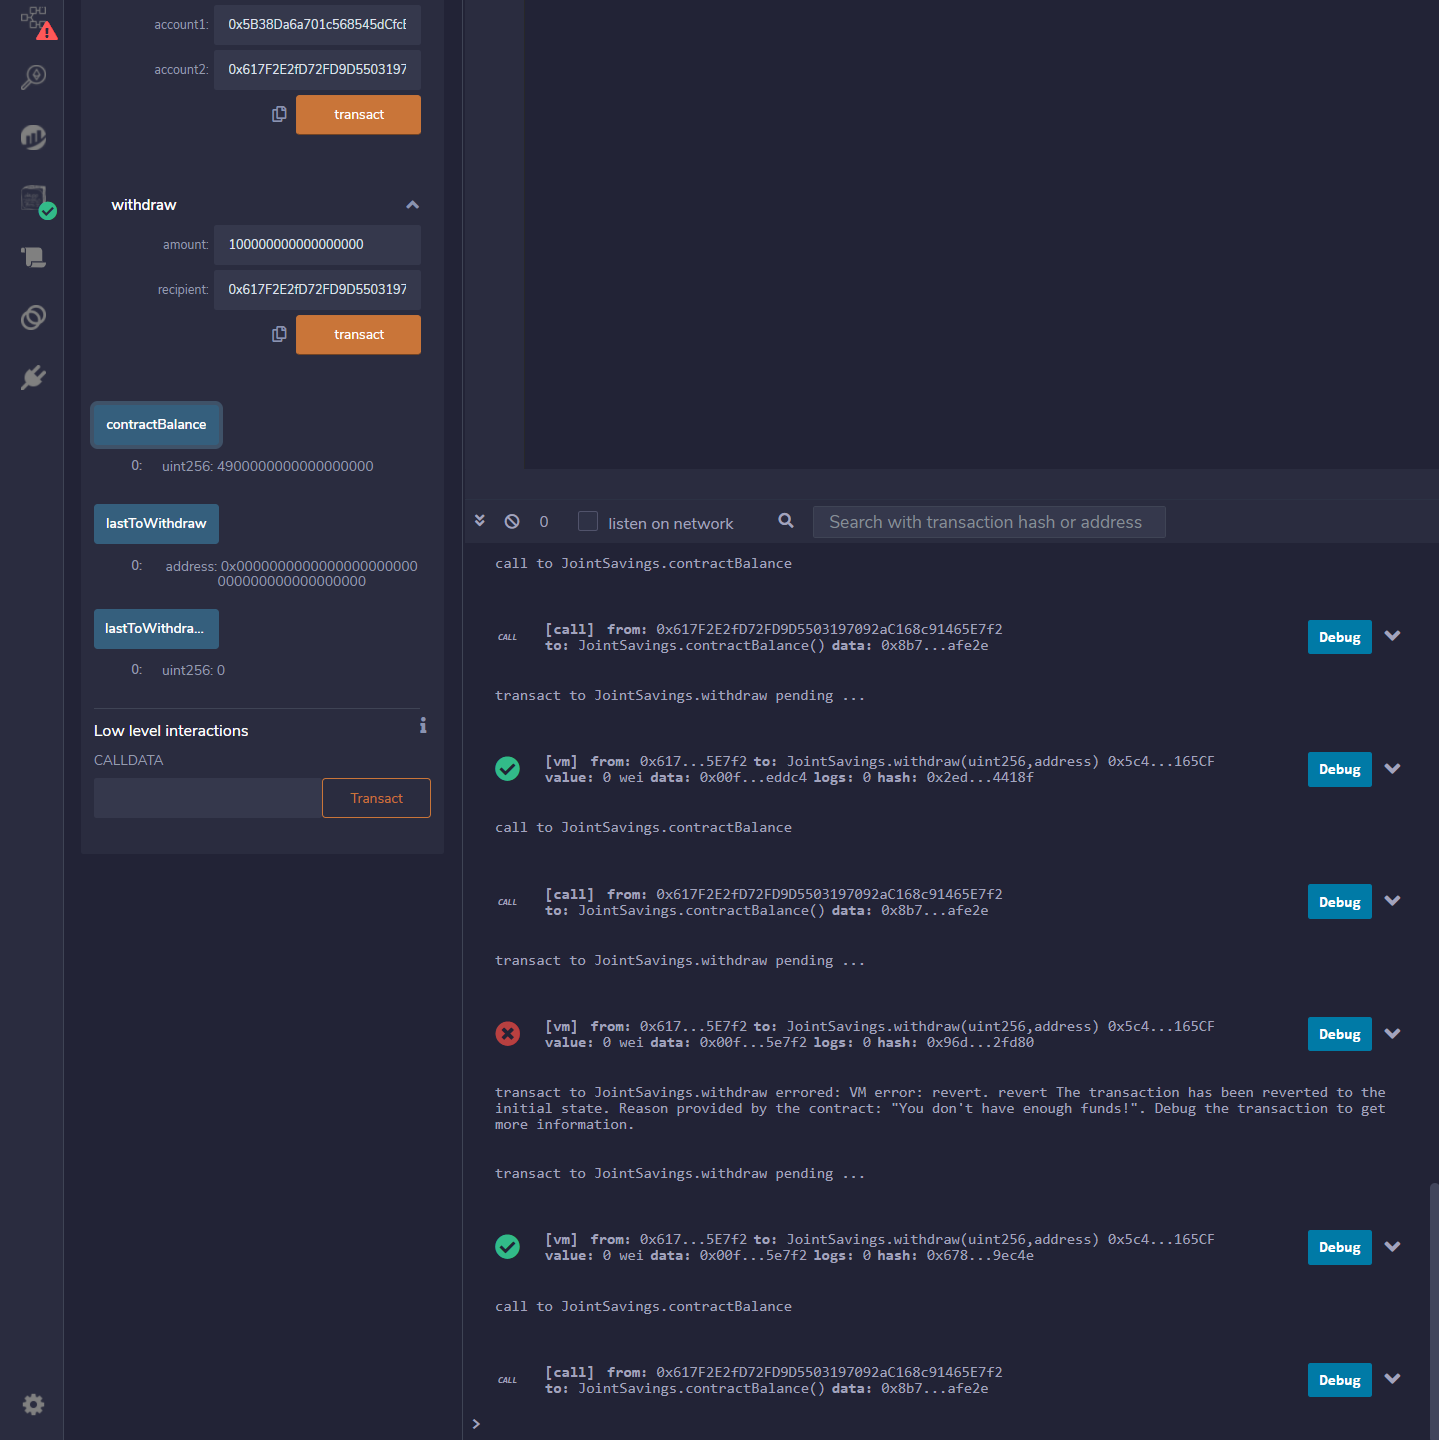 account1: 0x5B38Da6a701c568545dCfcB
account2: 0x617F2E2fD72FD9D5503197
transact
withdraw
amount: 100000000000000000
recipient: 0x617F2E2fD72FD9D5503197
transact
contractBalance
0: uint256: 4900000000000000000
lastToWithdraw
0: address: 0x0000000000000000000000
000000000000000000
lastToWithdra...
0: uint256: 0
Low level interactions
CALLDATA
Transact
0 listen on network Search with transaction hash or address
call to JointSavings.contractBalance
CALL [call] from: 0x617F2E2fD72FD9D5503197092aC168c91465E7f2
to: JointSavings.contractBalance() data: 0x8b7...afe2e
Debug
transact to JointSavings.withdraw pending ...
[vm] from: 0x617...5E7f2 to: JointSavings.withdraw(uint256,address) 0x5c4...165CF
value: 0 wei data: 0x00f...eddc4 logs: 0 hash: 0x2ed...4418f
Debug
call to JointSavings.contractBalance
CALL [call] from: 0x617F2E2fD72FD9D5503197092aC168c91465E7f2
to: JointSavings.contractBalance() data: 0x8b7...afe2e
Debug
transact to JointSavings.withdraw pending ...
[vm] from: 0x617...5E7f2 to: JointSavings.withdraw(uint256,address) 0x5c4...165CF
value: 0 wei data: 0x00f...5e7f2 logs: 0 hash: 0x96d...2fd80
Debug
transact to JointSavings.withdraw errored: VM error: revert. revert The transaction has been reverted to the
initial state. Reason provided by the contract: "You don't have enough funds!". Debug the transaction to get
more information.
transact to JointSavings.withdraw pending ...
[vm] from: 0x617...5E7f2 to: JointSavings.withdraw(uint256,address) 0x5c4...165CF
value: 0 wei data: 0x00f...5e7f2 logs: 0 hash: 0x678...9ec4e
Debug
call to JointSavings.contractBalance
CALL [call] from: 0x617F2E2fD72FD9D5503197092aC168c91465E7f2
to: JointSavings.contractBalance() data: 0x8b7...afe2e
Debug
>